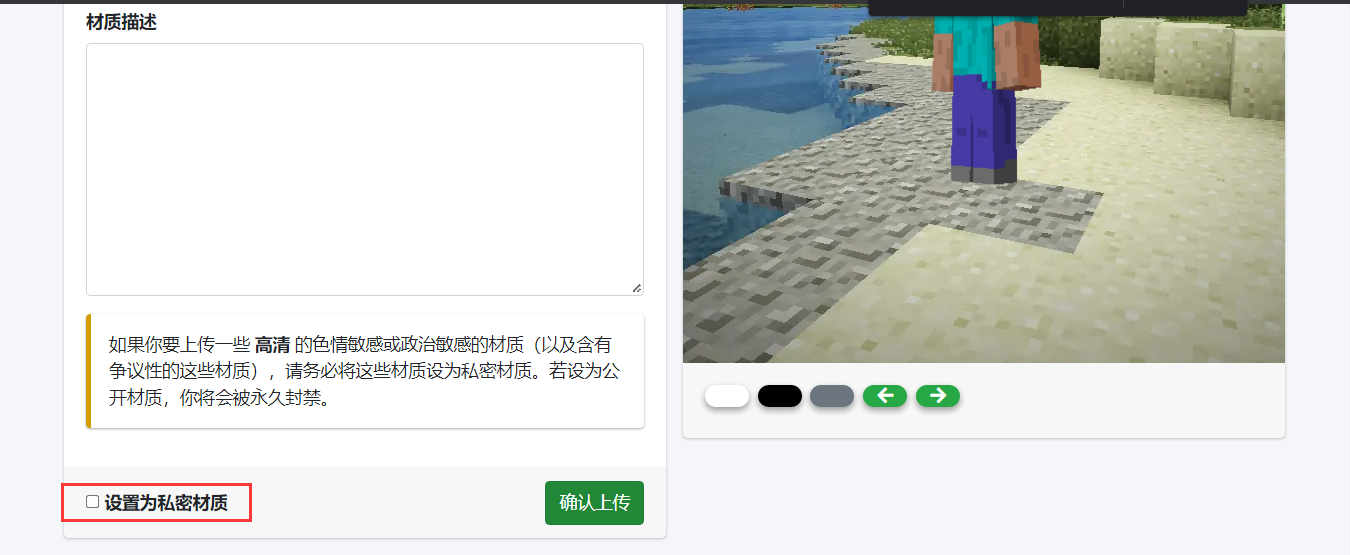 材质描述
如果你要上传一些 高清 的色情敏感或政治敏感的材质（以及含有
争议性的这些材质），请务必将这些材质设为私密材质。若设为公
开材质，你将会被永久封禁。
设置为私密材质
确认上传